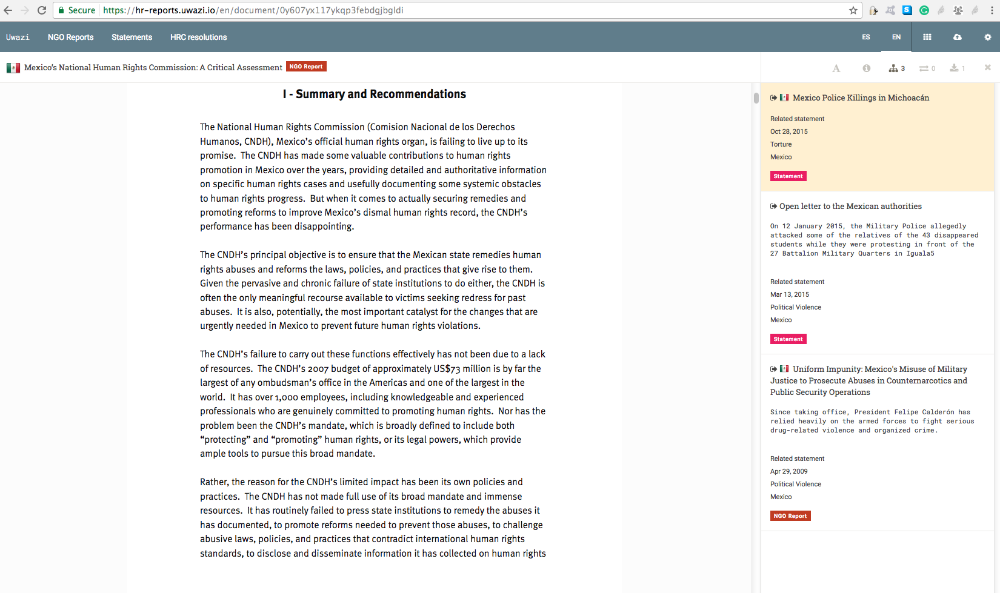 Secure https://hr-reports.uwazi.io/en/document/0y607yx117ykqp3febdgjbgldi
Uwazi NGO Reports Statements HRC resolutions ES EN
Mexico’s National Human Rights Commission: A Critical Assessment NGO Report
A 3 0 1
I - Summary and Recommendations
The National Human Rights Commission (Comision Nacional de los Derechos
Humanos, CNDH), Mexico’s official human rights organ, is failing to live up to its
promise. The CNDH has made some valuable contributions to human rights
promotion in Mexico over the years, providing detailed and authoritative information
on specific human rights cases and usefully documenting some systemic obstacles
to human rights progress. But when it comes to actually securing remedies and
promoting reforms to improve Mexico’s dismal human rights record, the CNDH’s
performance has been disappointing.
The CNDH’s principal objective is to ensure that the Mexican state remedies human
rights abuses and reforms the laws, policies, and practices that give rise to them.
Given the pervasive and chronic failure of state institutions to do either, the CNDH is
often the only meaningful recourse available to victims seeking redress for past
abuses. It is also, potentially, the most important catalyst for the changes that are
urgently needed in Mexico to prevent future human rights violations.
The CNDH’s failure to carry out these functions effectively has not been due to a lack
of resources. The CNDH’s 2007 budget of approximately US$73 million is by far the
largest of any ombudsman’s office in the Americas and one of the largest in the
world. It has over 1,000 employees, including knowledgeable and experienced
professionals who are genuinely committed to promoting human rights. Nor has the
problem been the CNDH’s mandate, which is broadly defined to include both
“protecting” and “promoting” human rights, or its legal powers, which provide
ample tools to pursue this broad mandate.
Rather, the reason for the CNDH’s limited impact has been its own policies and
practices. The CNDH has not made full use of its broad mandate and immense
resources. It has routinely failed to press state institutions to remedy the abuses it
has documented, to promote reforms needed to prevent those abuses, to challenge
abusive laws, policies, and practices that contradict international human rights
standards, to disclose and disseminate information it has collected on human rights
Mexico Police Killings in Michoacán
Related statement
Oct 28, 2015
Torture
Mexico
Statement
Open letter to the Mexican authorities
On 12 January 2015, the Military Police allegedly
attacked some of the relatives of the 43 disappeared
students while they were protesting in front of the
27 Battalion Military Quarters in Iguala5
Related statement
Mar 13, 2015
Political Violence
Mexico
Statement
Uniform Impunity: Mexico's Misuse of Military
Justice to Prosecute Abuses in Counternarcotics and
Public Security Operations
Since taking office, President Felipe Calderón has
relied heavily on the armed forces to fight serious
drug-related violence and organized crime.
Related statement
Apr 29, 2009
Political Violence
Mexico
NGO Report